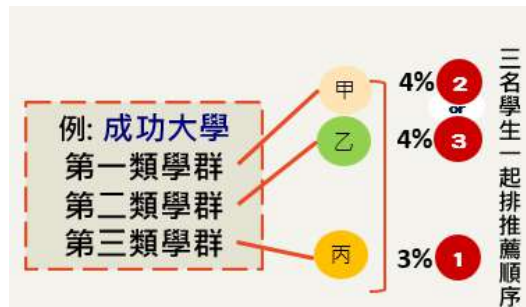 例: 成功大學
第一類學群
第二類學群
第三類學群
甲
乙
丙
4% 2
or
4% 3
3% 1
三名學生一起排推薦順序